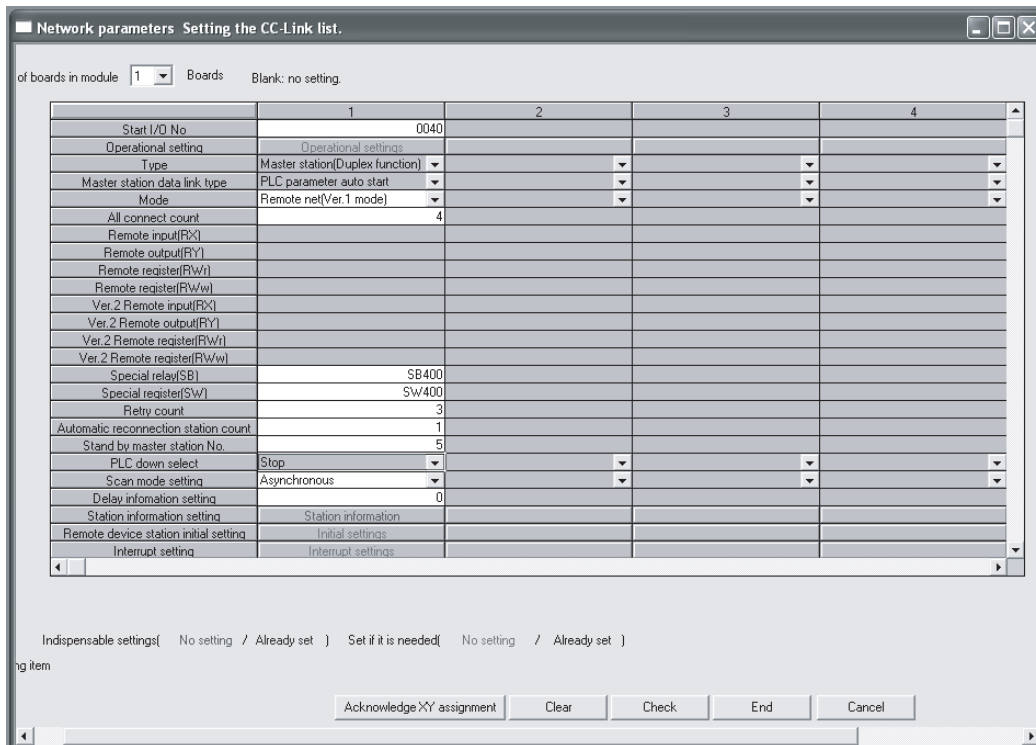 Network parameters Setting the CC-Link list.
of boards in module 1 Boards Blank: no setting.
1 2 3 4
Start I/O No 0040
Operational setting Operational settings
Type Master station(Duplex function)
Master station data link type PLC parameter auto start
Mode Remote net(Ver.1 mode)
All connect count 4
Remote input(RX)
Remote output(RY)
Remote register(RWr)
Remote register(RWw)
Ver.2 Remote input(RX)
Ver.2 Remote output(RY)
Ver.2 Remote register(RWr)
Ver.2 Remote register(RWw)
Special relay(SB) SB400
Special register(SW) SW400
Retry count 3
Automatic reconnection station count 1
Stand by master station No. 5
PLC down select Stop
Scan mode setting Asynchronous
Delay infomation setting 0
Station information setting Station information
Remote device station initial setting Initial settings
Interrupt setting Interrupt settings
Indispensable settings( No setting / Already set ) Set if it is needed( No setting / Already set )
ng item
Acknowledge XY assignment Clear Check End Cancel